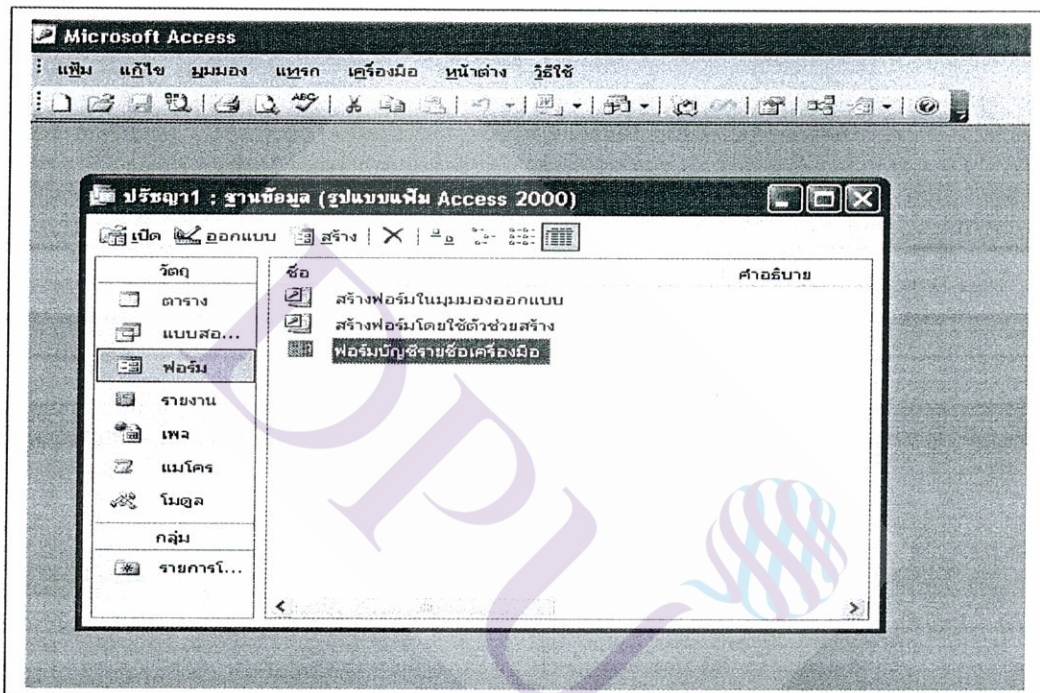 Microsoft Access
แฟ้ม แก้ไข มุมมอง แทรก เครื่องมือ หน้าต่าง วิธีใช้
ปรัชญา1 : ฐานข้อมูล (รูปแบบแฟ้ม Access 2000)
เปิด ออกแบบ สร้าง
วัตถุ
ตาราง
แบบสอ...
ฟอร์ม
รายงาน
เพจ
แมโคร
โมดูล
กลุ่ม
รายการโ...
ชื่อ คำอธิบาย
สร้างฟอร์มในมุมมองออกแบบ
สร้างฟอร์มโดยใช้ตัวช่วยสร้าง
ฟอร์มบัญชีรายชื่อเครื่องมือ
DPU